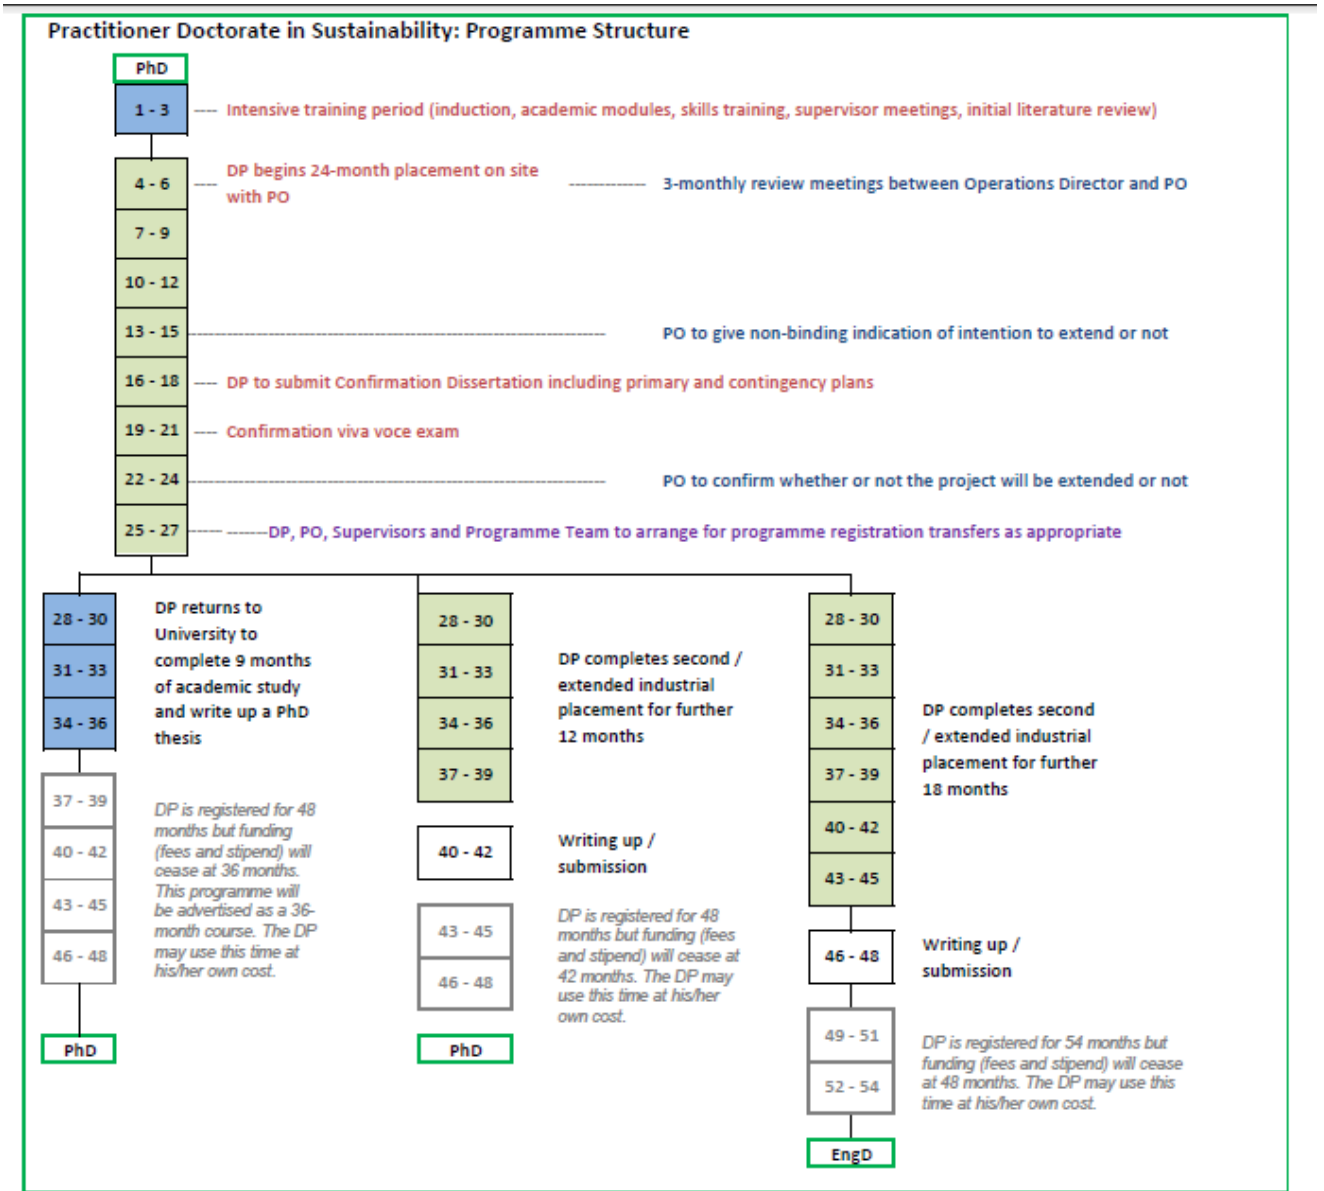 Practitioner Doctorate in Sustainability: Programme Structure
PhD
1 - 3
Intensive training period (induction, academic modules, skills training, supervisor meetings, initial literature review)
4 - 6
DP begins 24-month placement on site
with PO
3-monthly review meetings between Operations Director and PO
7 - 9
10 - 12
13 - 15
PO to give non-binding indication of intention to extend or not
16 - 18
DP to submit Confirmation Dissertation including primary and contingency plans
19 - 21
Confirmation viva voce exam
22 - 24
PO to confirm whether or not the project will be extended or not
25 - 27
DP, PO, Supervisors and Programme Team to arrange for programme registration transfers as appropriate
28 - 30
31 - 33
34 - 36
DP returns to
University to
complete 9 months
of academic study
and write up a PhD
thesis
37 - 39
40 - 42
43 - 45
46 - 48
DP is registered for 48
months but funding
(fees and stipend) will
cease at 36 months.
This programme will
be advertised as a 36-
month course. The DP
may use this time at
his/her own cost.
PhD
28 - 30
31 - 33
34 - 36
37 - 39
DP completes second /
extended industrial
placement for further
12 months
40 - 42
Writing up /
submission
43 - 45
46 - 48
DP is registered for 48
months but funding (fees
and stipend) will cease at
42 months. The DP may
use this time at his/her
own cost.
PhD
28 - 30
31 - 33
34 - 36
37 - 39
40 - 42
43 - 45
DP completes second
/ extended industrial
placement for further
18 months
46 - 48
Writing up /
submission
49 - 51
52 - 54
DP is registered for 54 months but
funding (fees and stipend) will cease
at 48 months. The DP may use this
time at his/her own cost.
EngD